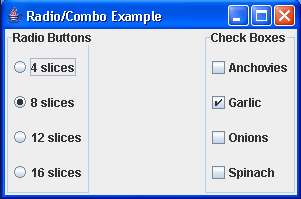 Radio/Combo Example
Radio Buttons
4 slices
8 slices
12 slices
16 slices
Check Boxes
Anchovies
Garlic
Onions
Spinach